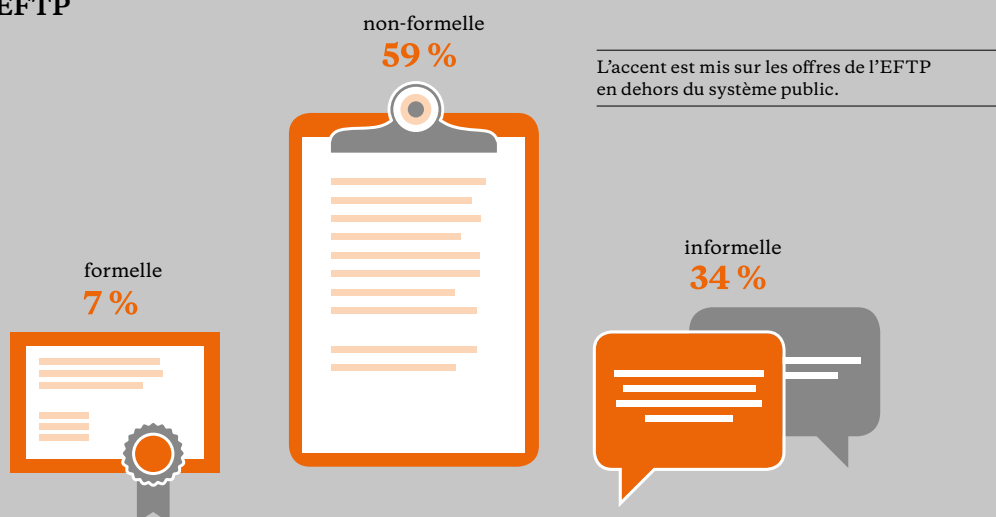 EFTP
non-formelle
59 %
L’accent est mis sur les offres de l’EFTP
en dehors du système public.
informelle
34 %
formelle
7 %